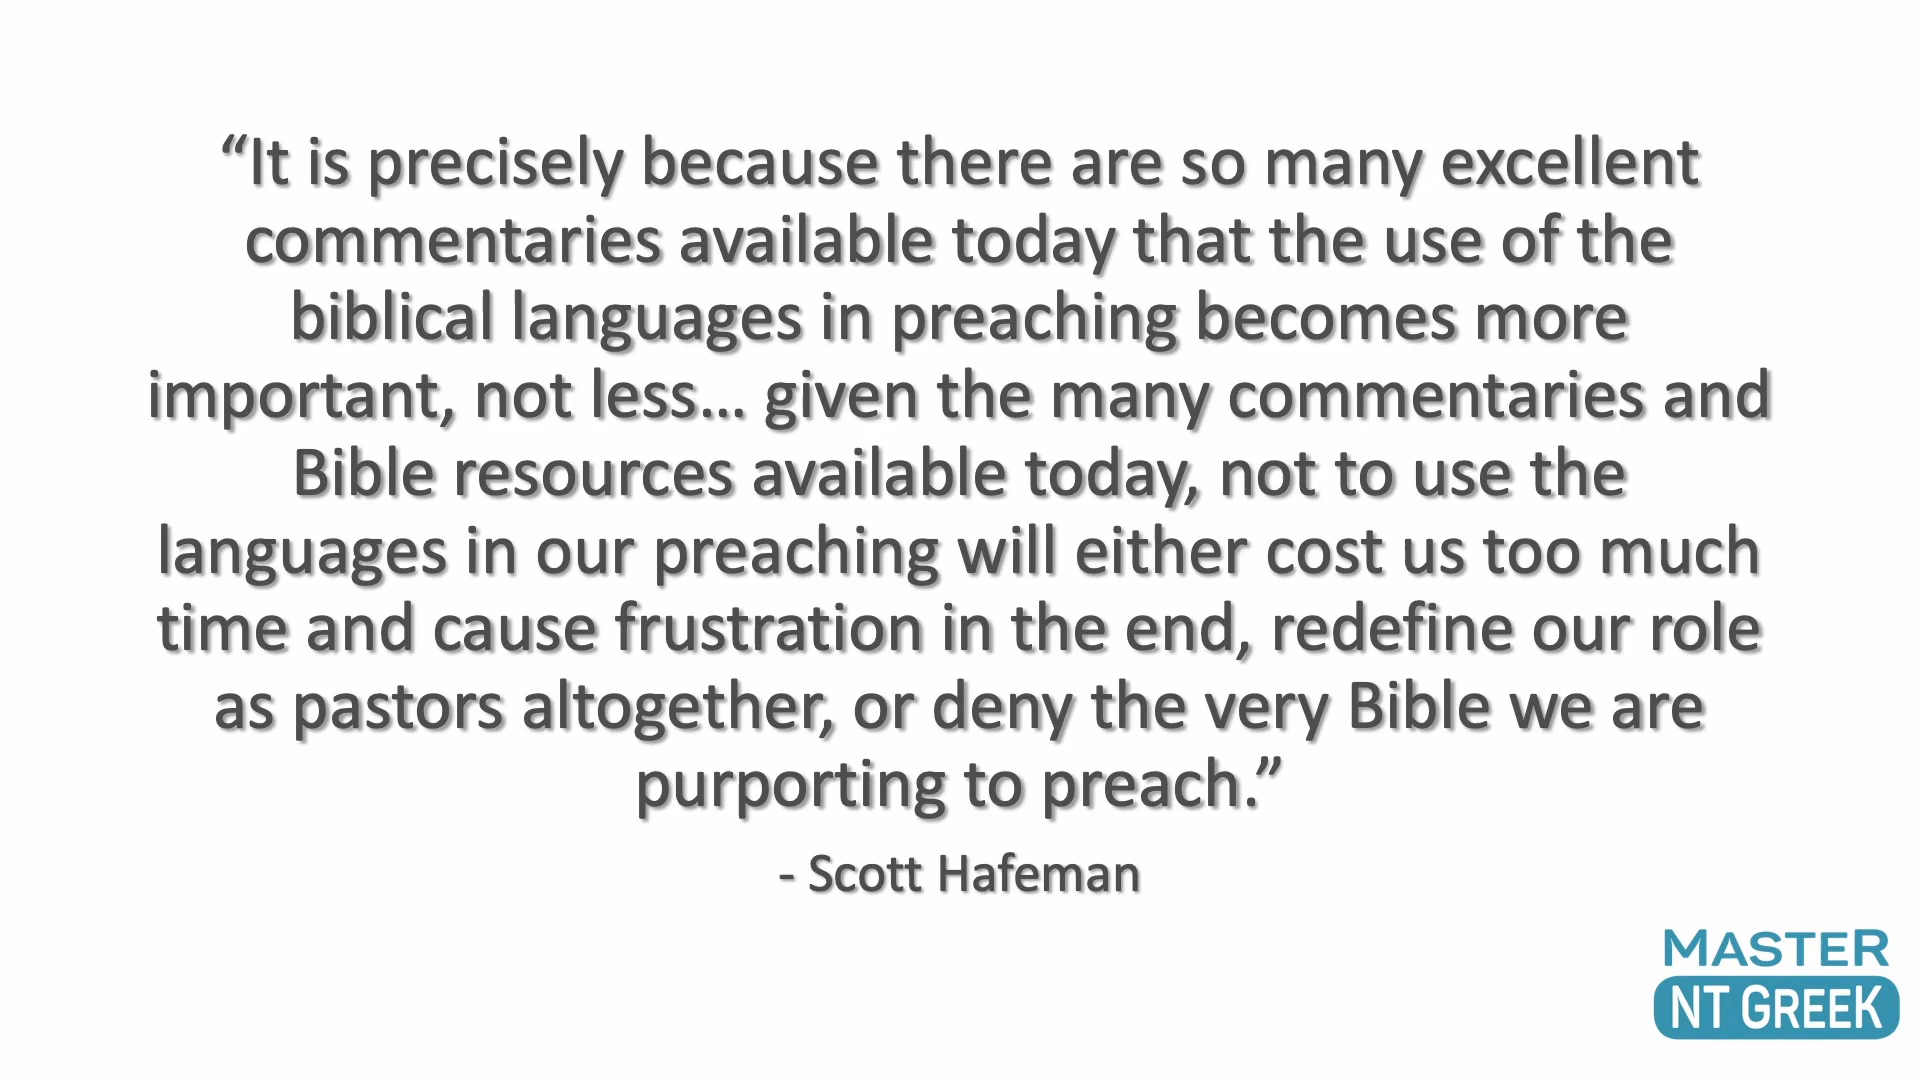 “It is precisely because there are so many excellent
commentaries available today that the use of the
biblical languages in preaching becomes more
important, not less… given the many commentaries and
Bible resources available today, not to use the
languages in our preaching will either cost us too much
time and cause frustration in the end, redefine our role
as pastors altogether, or deny the very Bible we are
purporting to preach.”
- Scott Hafeman
MASTER
NT GREEK